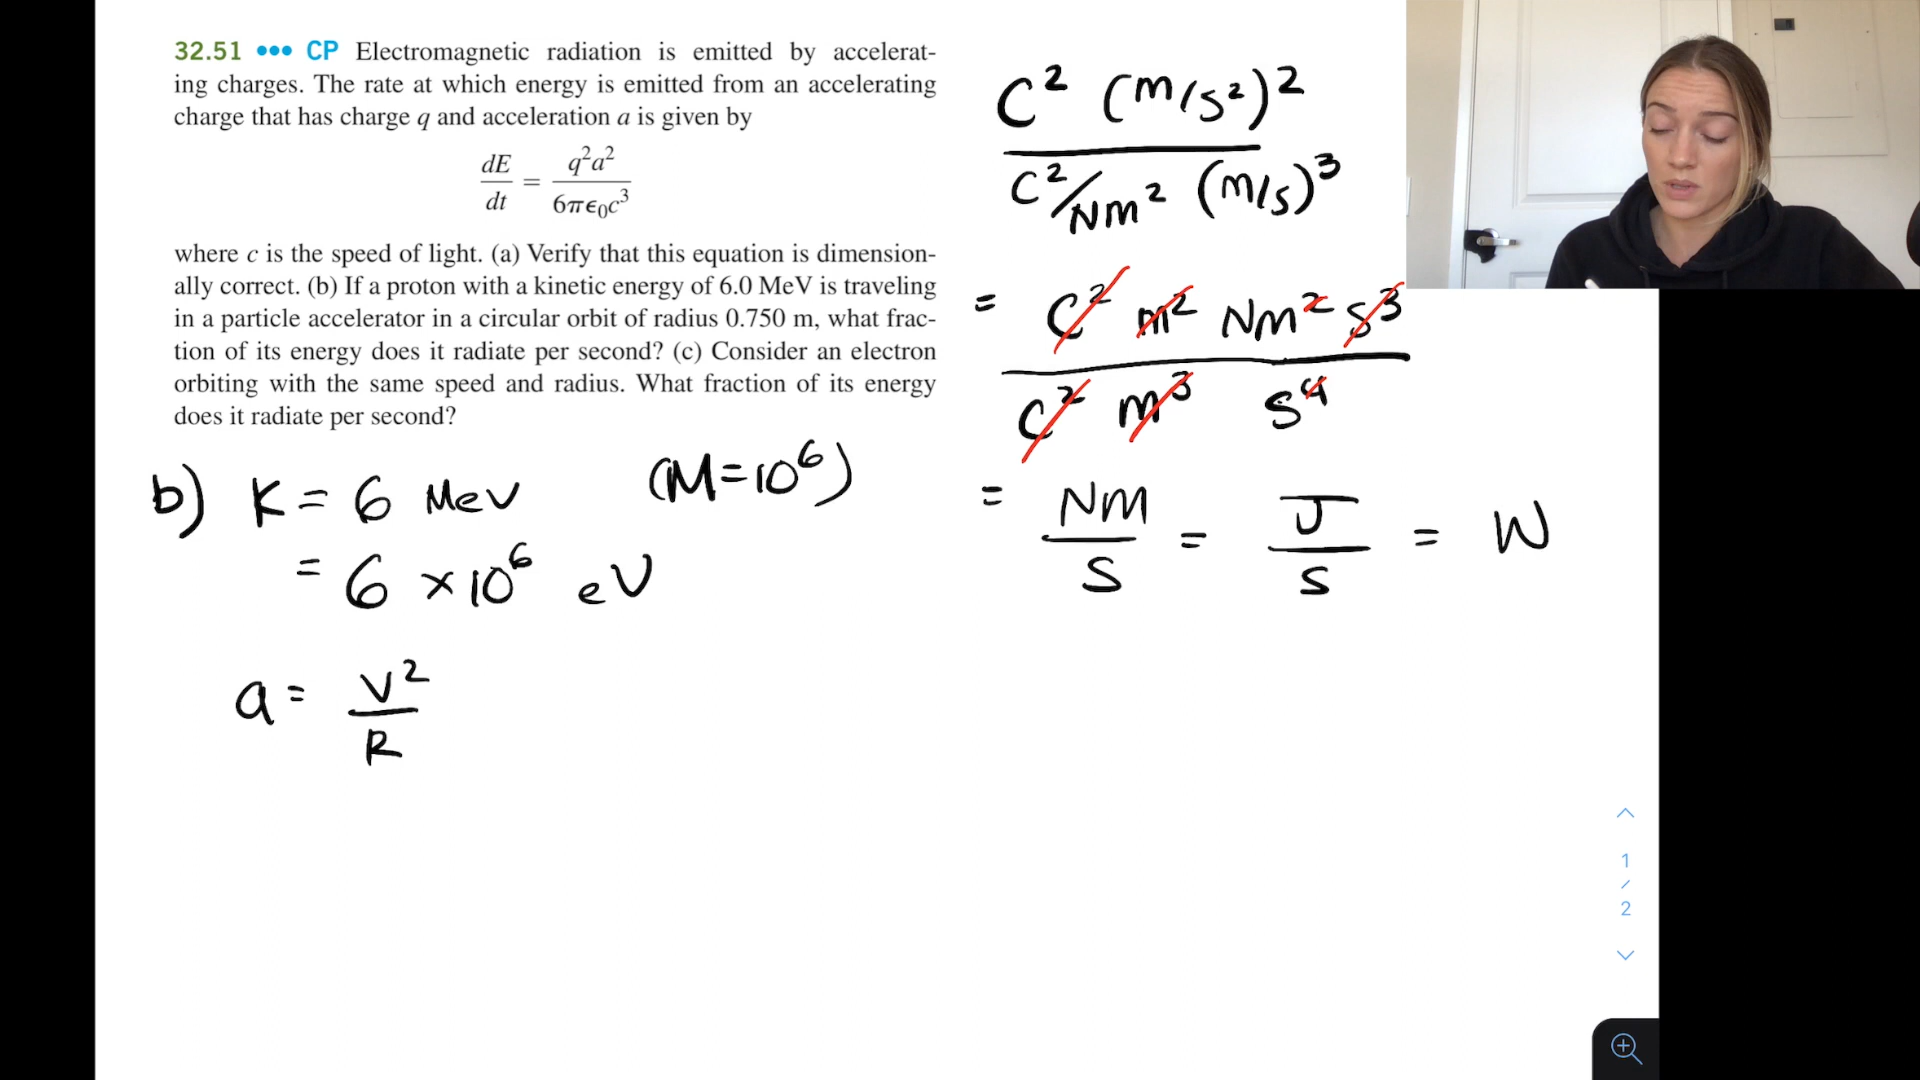 32.51 ••• CP Electromagnetic radiation is emitted by accelerat-
ing charges. The rate at which energy is emitted from an accelerating
charge that has charge q and acceleration a is given by
dE/dt = q²a²/6πϵ₀c³
where c is the speed of light. (a) Verify that this equation is dimension-
ally correct. (b) If a proton with a kinetic energy of 6.0 MeV is traveling
in a particle accelerator in a circular orbit of radius 0.750 m, what frac-
tion of its energy does it radiate per second? (c) Consider an electron
orbiting with the same speed and radius. What fraction of its energy
does it radiate per second?
b) K = 6 MeV (M=10⁶)
= 6 ×10⁶ eV
a = V²/R
C² (m/s²)²
C²/Nm² (m/s)³
= C² m² Nm² s³
C² m³ s⁴
= Nm/s = J/s = W
1
/
2